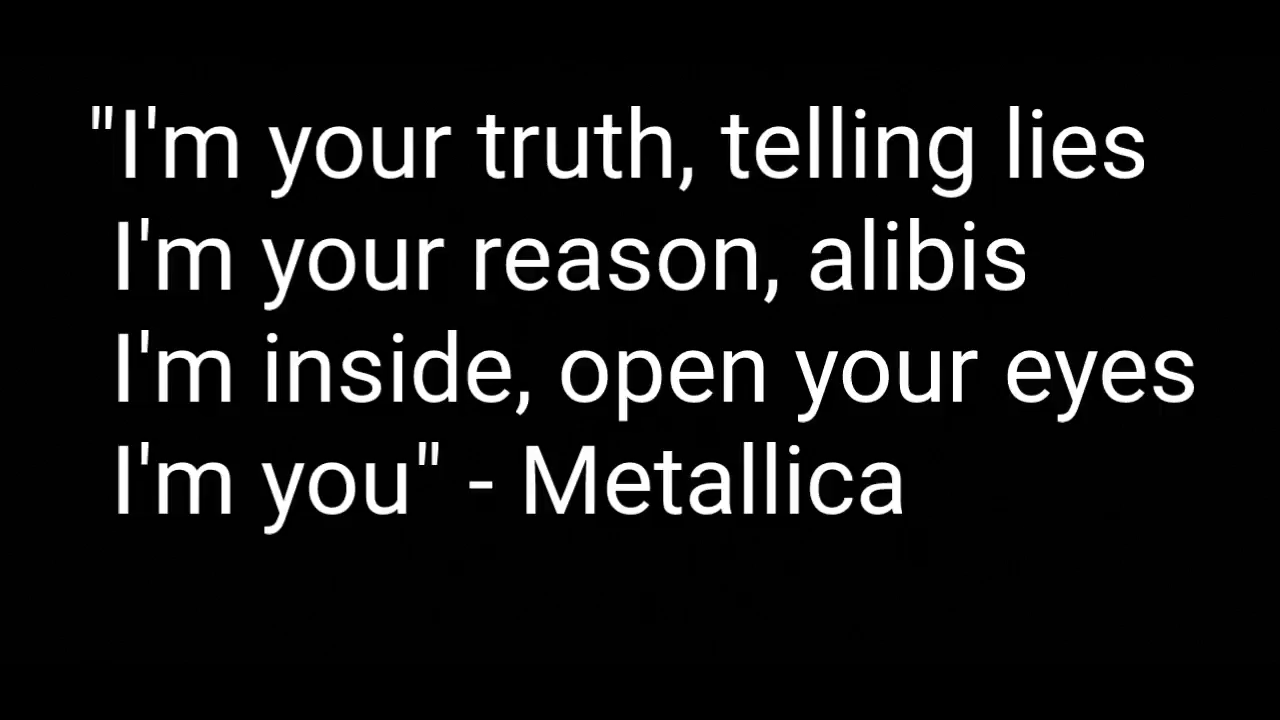 "I'm your truth, telling lies
I'm your reason, alibis
I'm inside, open your eyes
I'm you" - Metallica